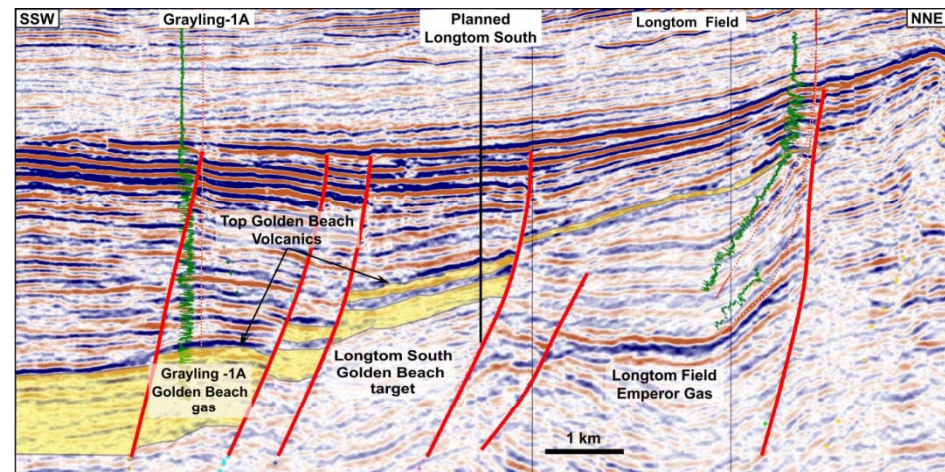 SSW
Grayling-1A
Planned
Longtom South
Longtom Field
NNE
Top Golden Beach
Volcanics
Grayling -1A
Golden Beach
gas
Longtom South
Golden Beach
target
Longtom Field
Emperor Gas
1 km